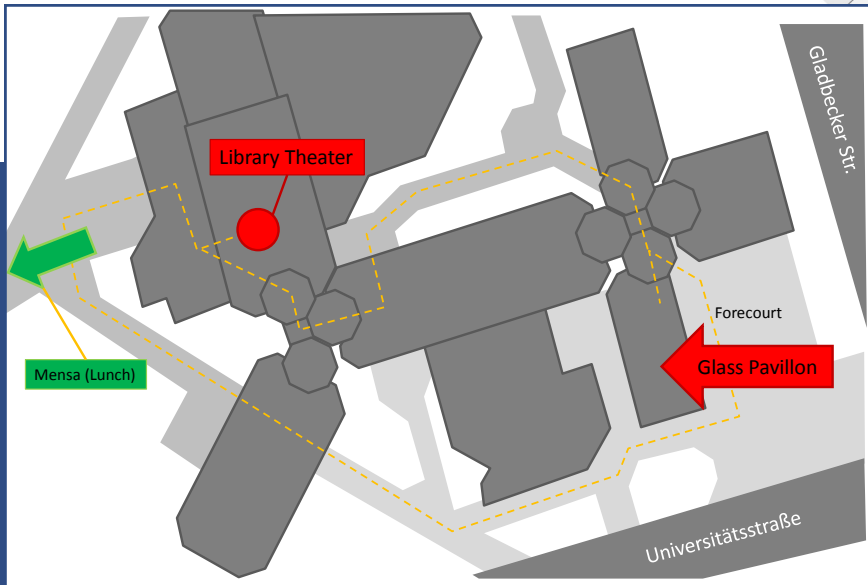 Gladbecker Str.
Library Theater
Forecourt
Glass Pavillon
Mensa (Lunch)
Universitätsstraße